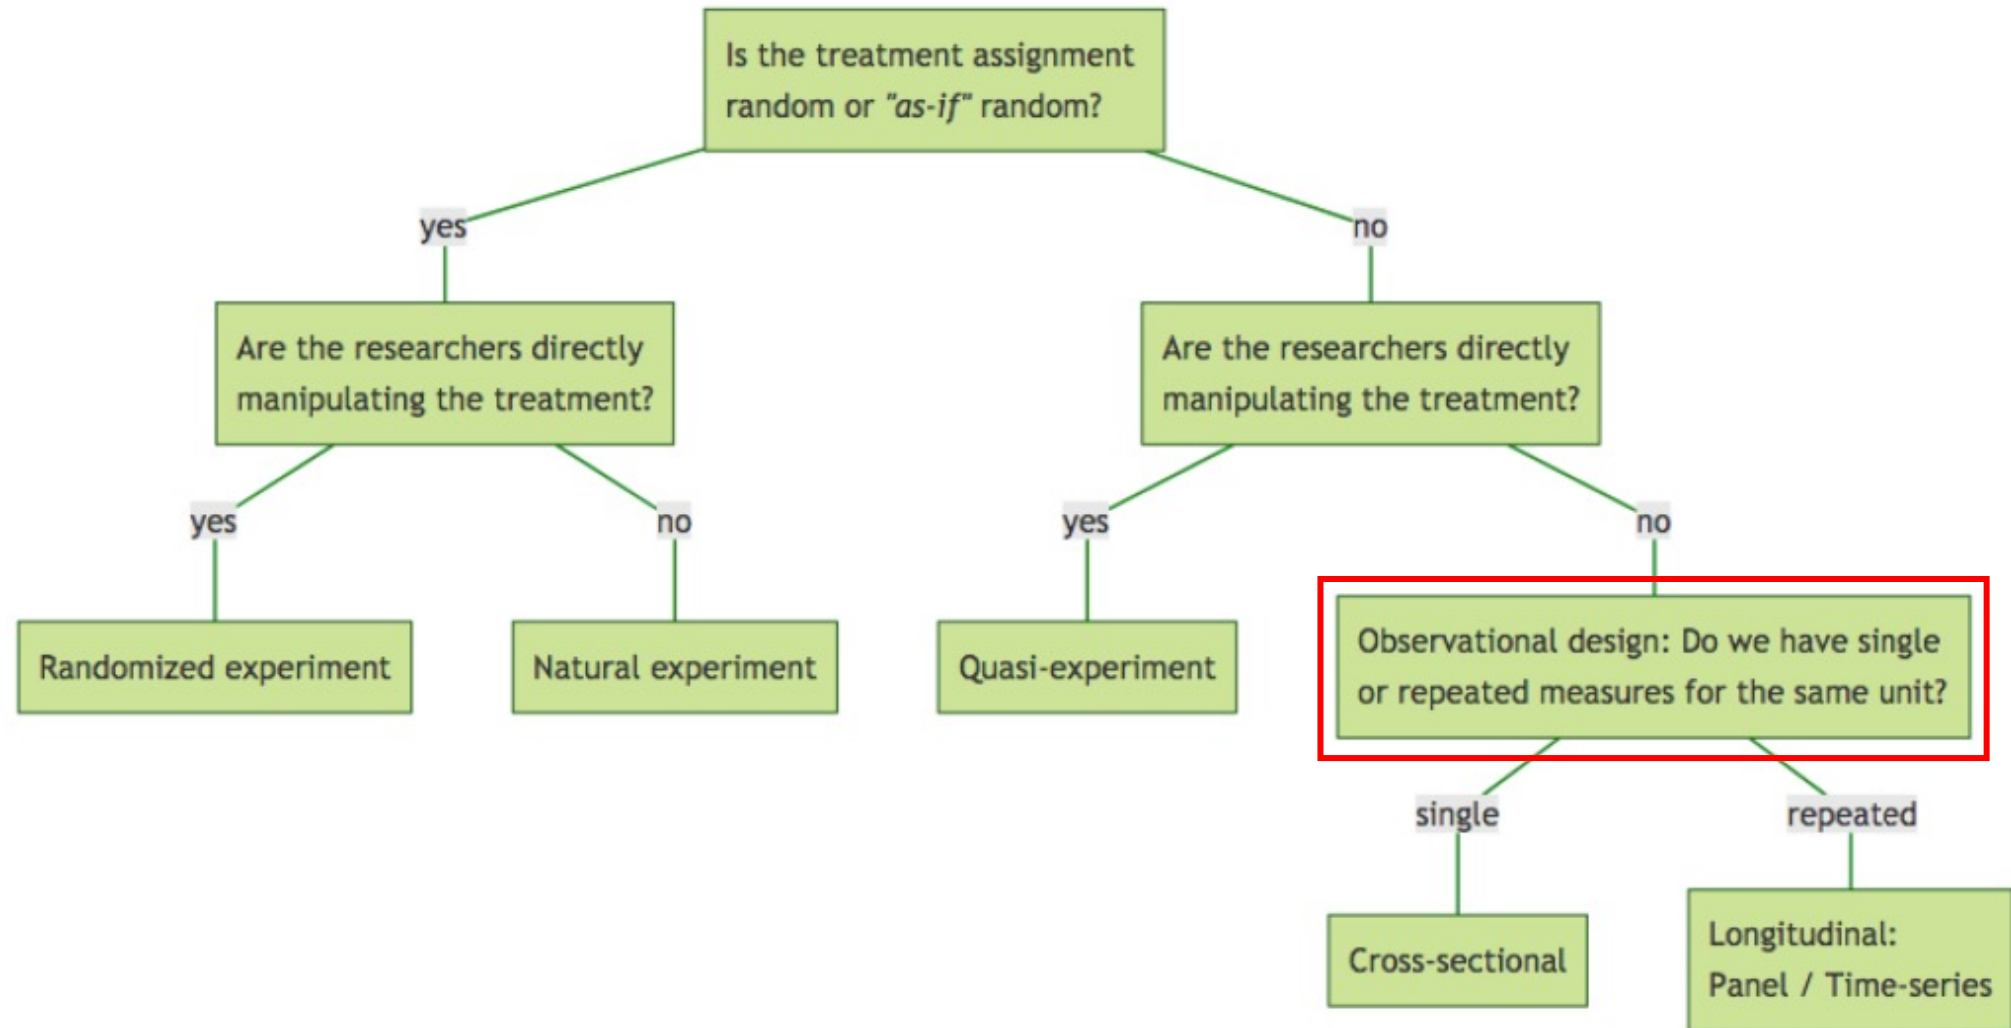 Is the treatment assignment
random or "as-if" random?
yes
no
Are the researchers directly
manipulating the treatment?
Are the researchers directly
manipulating the treatment?
yes
no
yes
no
Randomized experiment
Natural experiment
Quasi-experiment
Observational design: Do we have single
or repeated measures for the same unit?
single
repeated
Cross-sectional
Longitudinal:
Panel / Time-series